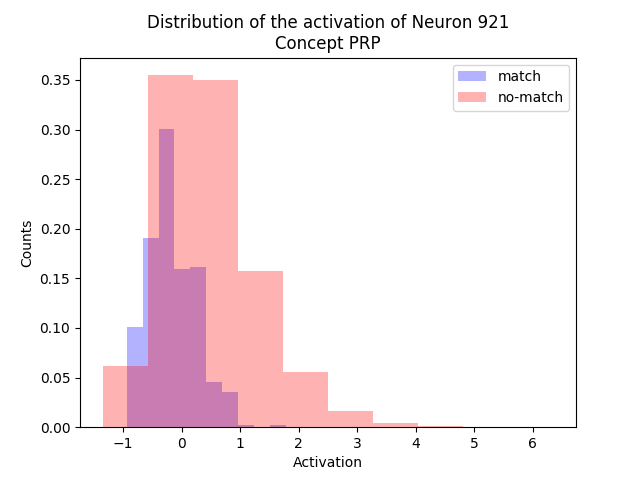 Distribution of the activation of Neuron 921
Concept PRP
match
no-match
0.35
0.30
0.25
0.20
0.15
0.10
0.05
0.00
Counts
−1
0
1
2
3
4
5
6
Activation